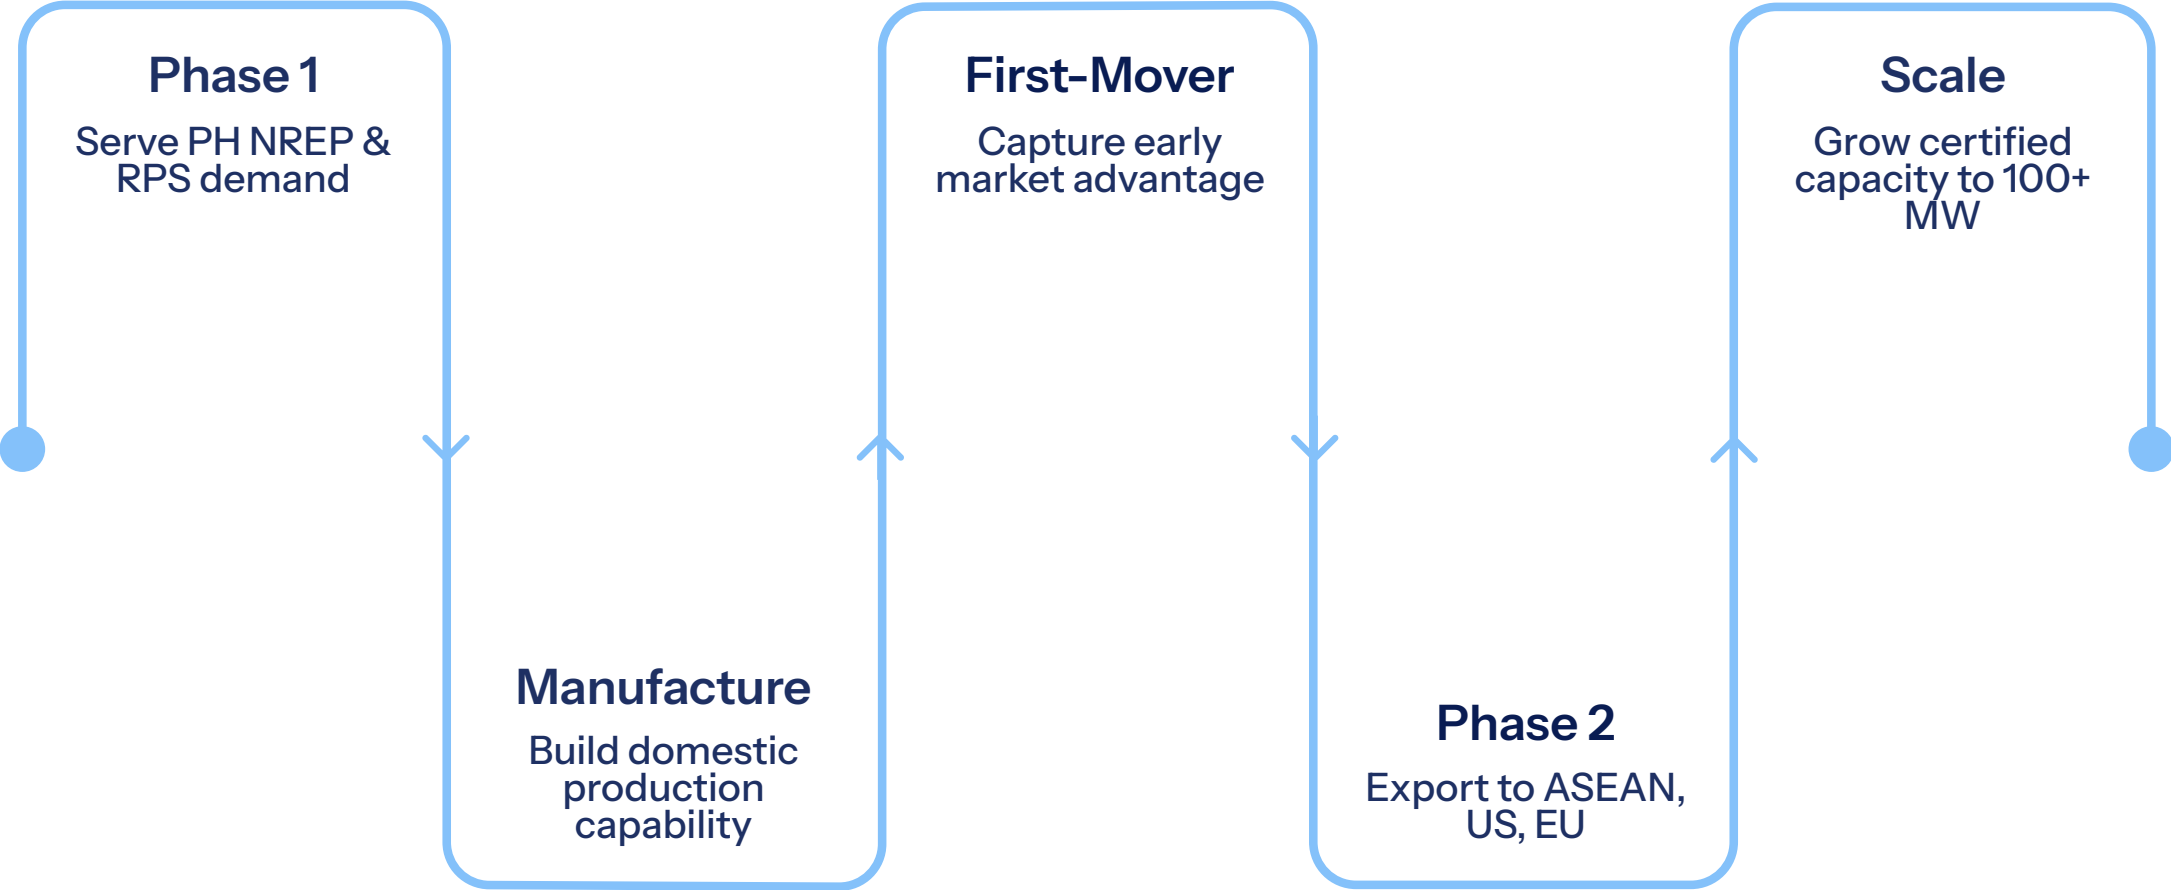 Phase 1
Serve PH NREP &
RPS demand
Manufacture
Build domestic
production
capability
First-Mover
Capture early
market advantage
Phase 2
Export to ASEAN,
US, EU
Scale
Grow certified
capacity to 100+
MW